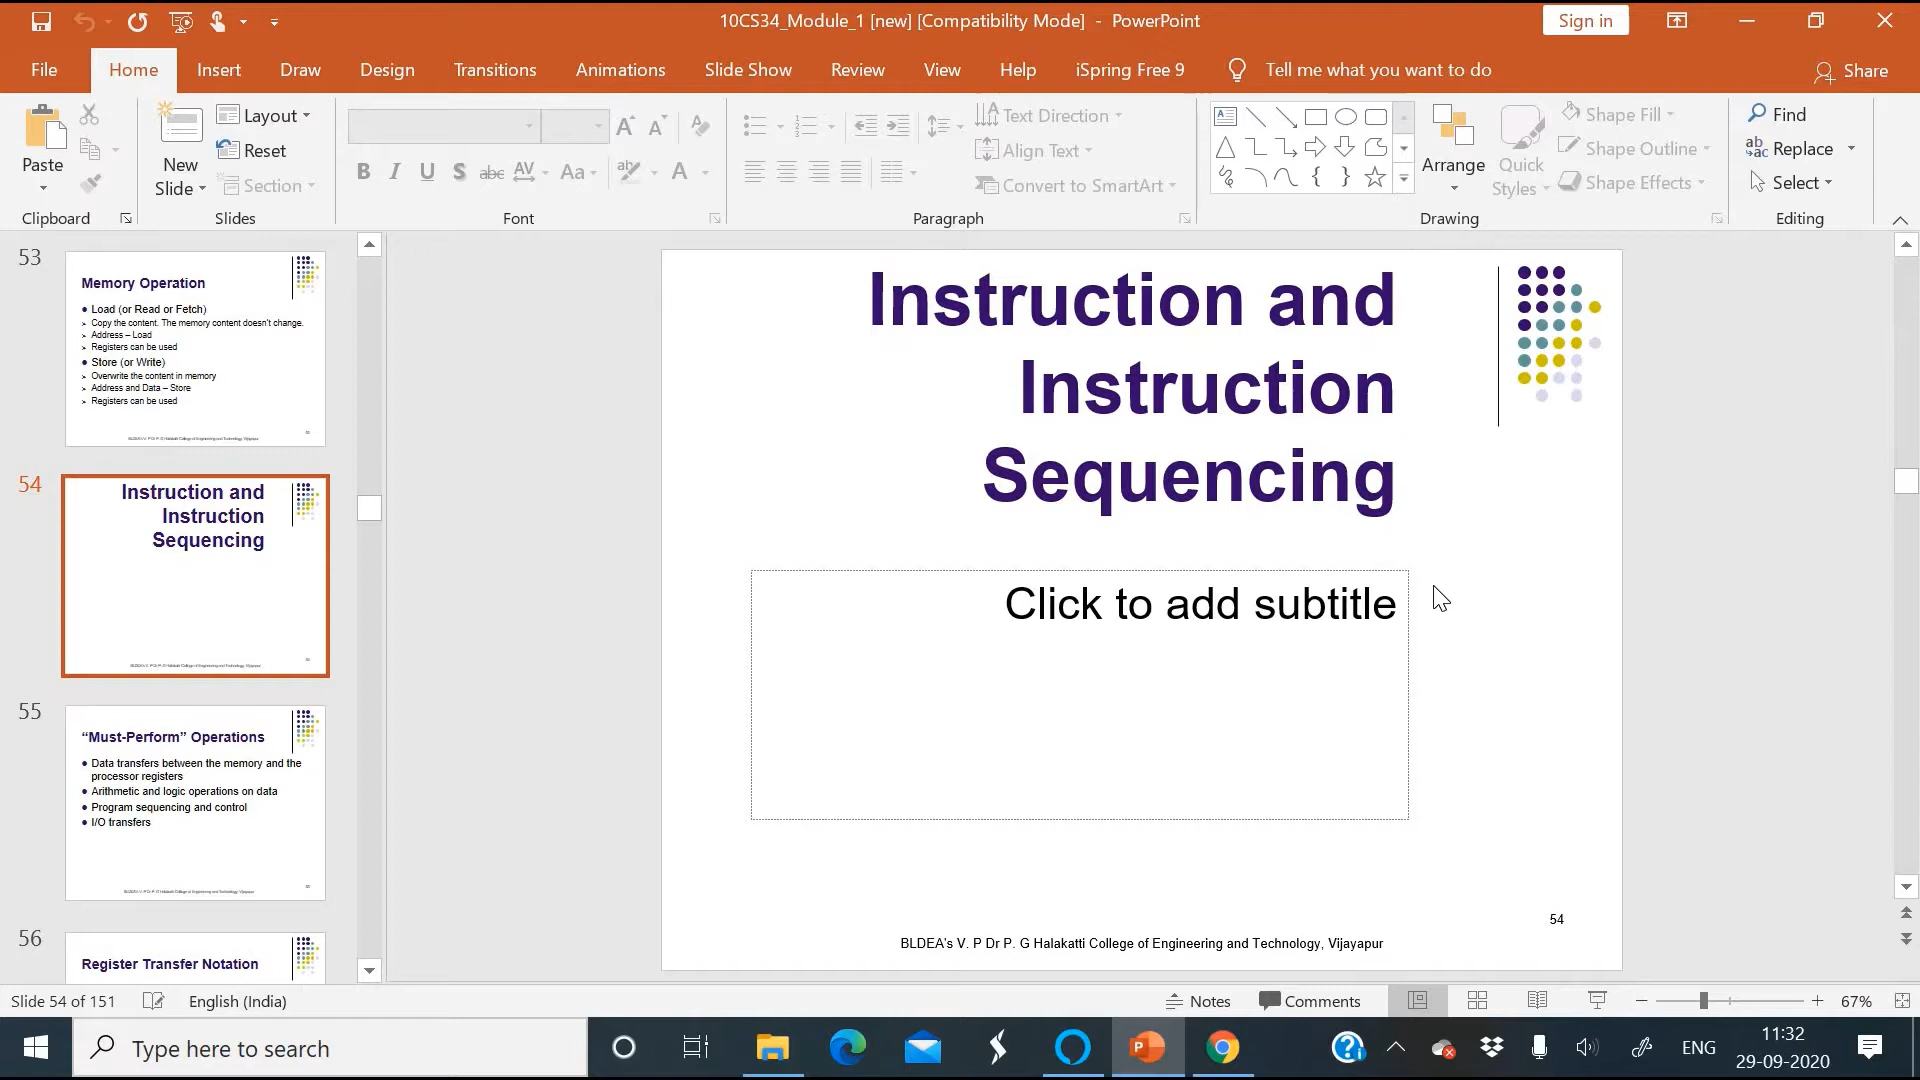 10CS34_Module_1 [new] [Compatibility Mode] - PowerPoint
Sign in
File Home Insert Draw Design Transitions Animations Slide Show Review View Help iSpring Free 9 Tell me what you want to do Share
Paste
Clipboard
New Slide
Layout
Reset
Section
Slides
B I U S abc AV Aa A
Font
Text Direction
Align Text
Convert to SmartArt
Paragraph
Arrange
Quick Styles
Shape Fill
Shape Outline
Shape Effects
Drawing
Find
Replace
Select
Editing
53
Memory Operation
Load (or Read or Fetch)
Copy the content. The memory content doesn't change.
Address – Load
Registers can be used
Store (or Write)
Overwrite the content in memory
Address and Data – Store
Registers can be used
54
Instruction and
Instruction
Sequencing
55
“Must-Perform” Operations
Data transfers between the memory and the
processor registers
Arithmetic and logic operations on data
Program sequencing and control
I/O transfers
56
Register Transfer Notation
Instruction and
Instruction
Sequencing
Click to add subtitle
54
BLDEA's V. P Dr P. G Halakatti College of Engineering and Technology, Vijayapur
Slide 54 of 151 English (India) Notes Comments 67%
Type here to search
ENG
11:32
29-09-2020